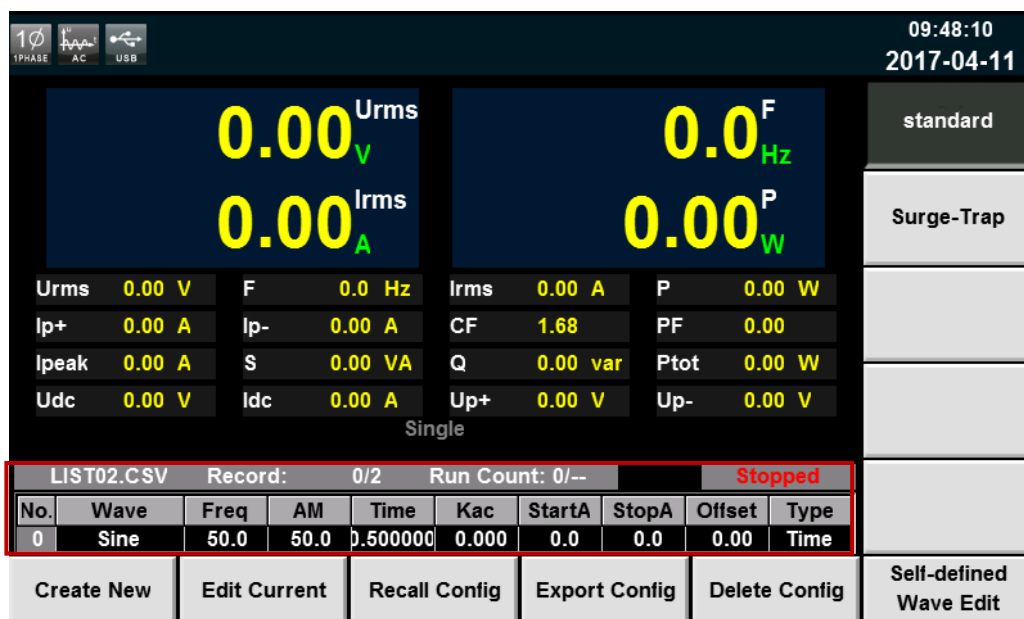 1Ø
1PHASE
U
t
AC
USB
09:48:10
2017-04-11
0.00 Urms V
0.0 F Hz
0.00 Irms A
0.00 P W
Urms 0.00 V F 0.0 Hz Irms 0.00 A P 0.00 W
Ip+ 0.00 A Ip- 0.00 A CF 1.68 PF 0.00
Ipeak 0.00 A S 0.00 VA Q 0.00 var Ptot 0.00 W
Udc 0.00 V Idc 0.00 A Up+ 0.00 V Up- 0.00 V
Single
LIST02.CSV Record: 0/2 Run Count: 0/-- Stopped
No. Wave Freq AM Time Kac StartA StopA Offset Type
0 Sine 50.0 50.0 0.500000 0.000 0.0 0.0 0.00 Time
standard
Surge-Trap
Create New Edit Current Recall Config Export Config Delete Config
Self-defined
Wave Edit